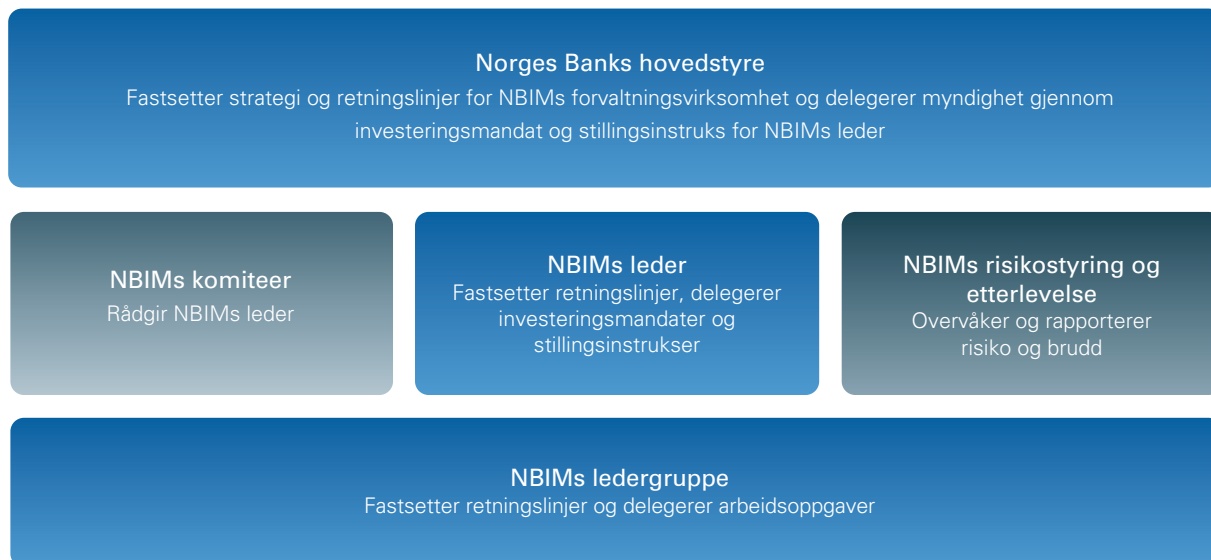 Norges Banks hovedstyre
Fastsetter strategi og retningslinjer for NBIMs forvaltningsvirksomhet og delegerer myndighet gjennom
investeringsmandat og stillingsinstruks for NBIMs leder
NBIMs komiteer
Rådgir NBIMs leder
NBIMs leder
Fastsetter retningslinjer, delegerer
investeringsmandater og
stillingsinstrukser
NBIMs risikostyring og
etterlevelse
Overvåker og rapporterer
risiko og brudd
NBIMs ledergruppe
Fastsetter retningslinjer og delegerer arbeidsoppgaver